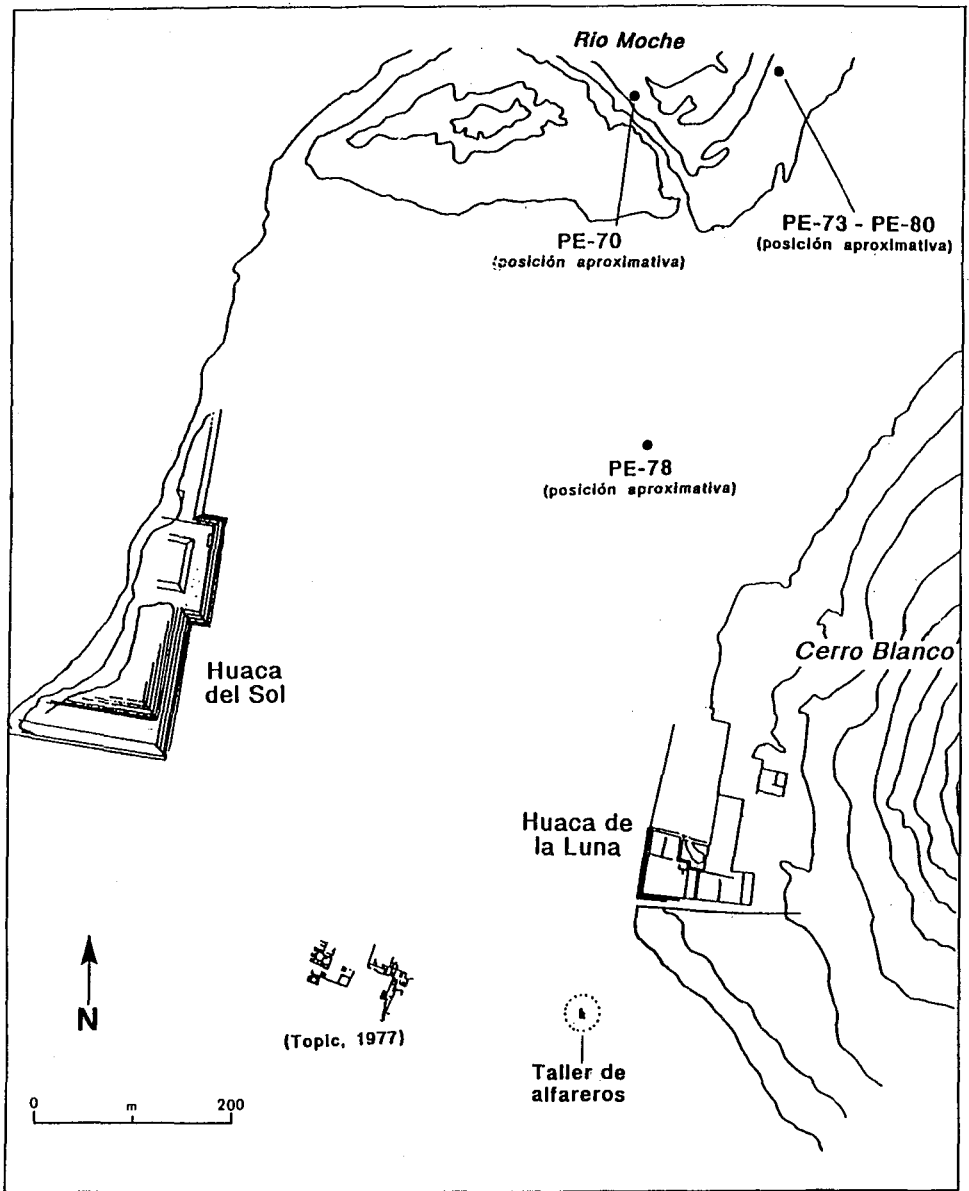 Rio Moche
PE-70
(posición aproximativa)
PE-73 - PE-80
(posición aproximativa)
PE-78
(posición aproximativa)
Huaca
del Sol
Cerro Blanco
Huaca de
la Luna
N
(Topic, 1977)
Taller de
alfareros
0 m 200